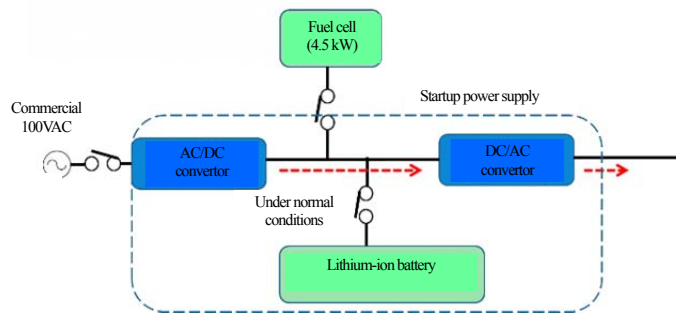 Fuel cell
(4.5 kW)
Commercial
100VAC
Startup power supply
AC/DC
convertor
DC/AC
convertor
Under normal
conditions
Lithium-ion battery